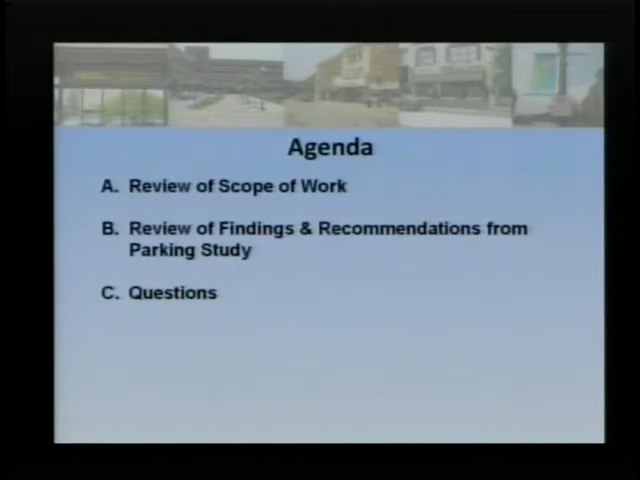 Agenda
A. Review of Scope of Work
B. Review of Findings & Recommendations from
Parking Study
C. Questions